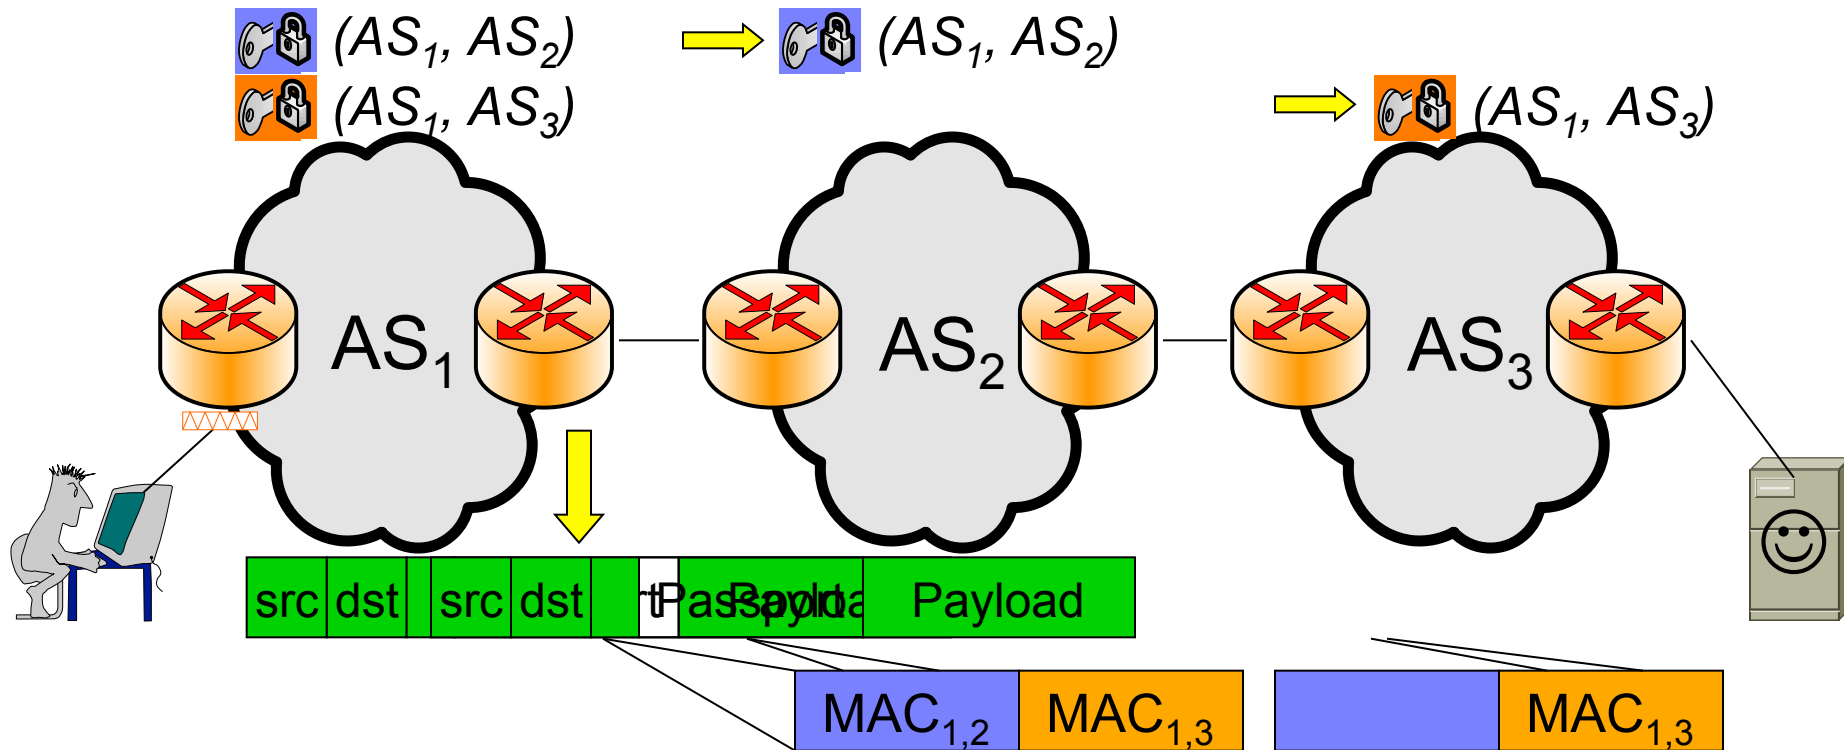 (AS₁, AS₂) (AS₁, AS₂)
(AS₁, AS₃) (AS₁, AS₃)
AS₁ AS₂ AS₃
src dst src dst Passport Payload
MAC₁,₂ MAC₁,₃ MAC₁,₃